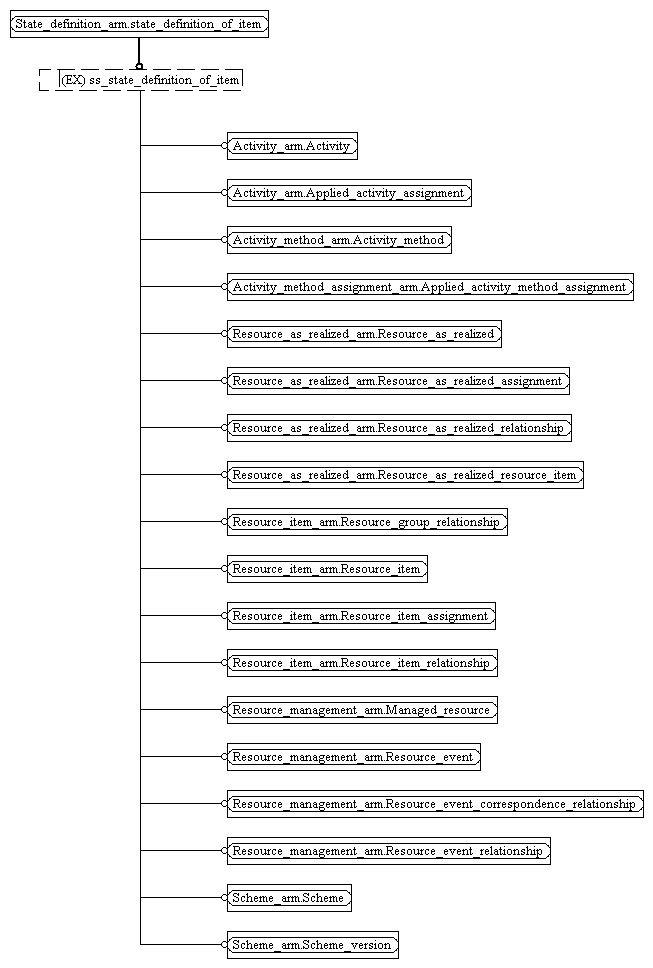 State_definition_arm.state_definition_of_item
(EX) ss_state_definition_of_item
Activity_arm.Activity
Activity_arm.Applied_activity_assignment
Activity_method_arm.Activity_method
Activity_method_assignment_arm.Applied_activity_method_assignment
Resource_as_realized_arm.Resource_as_realized
Resource_as_realized_arm.Resource_as_realized_assignment
Resource_as_realized_arm.Resource_as_realized_relationship
Resource_as_realized_arm.Resource_as_realized_resource_item
Resource_item_arm.Resource_group_relationship
Resource_item_arm.Resource_item
Resource_item_arm.Resource_item_assignment
Resource_item_arm.Resource_item_relationship
Resource_management_arm.Managed_resource
Resource_management_arm.Resource_event
Resource_management_arm.Resource_event_correspondence_relationship
Resource_management_arm.Resource_event_relationship
Scheme_arm.Scheme
Scheme_arm.Scheme_version